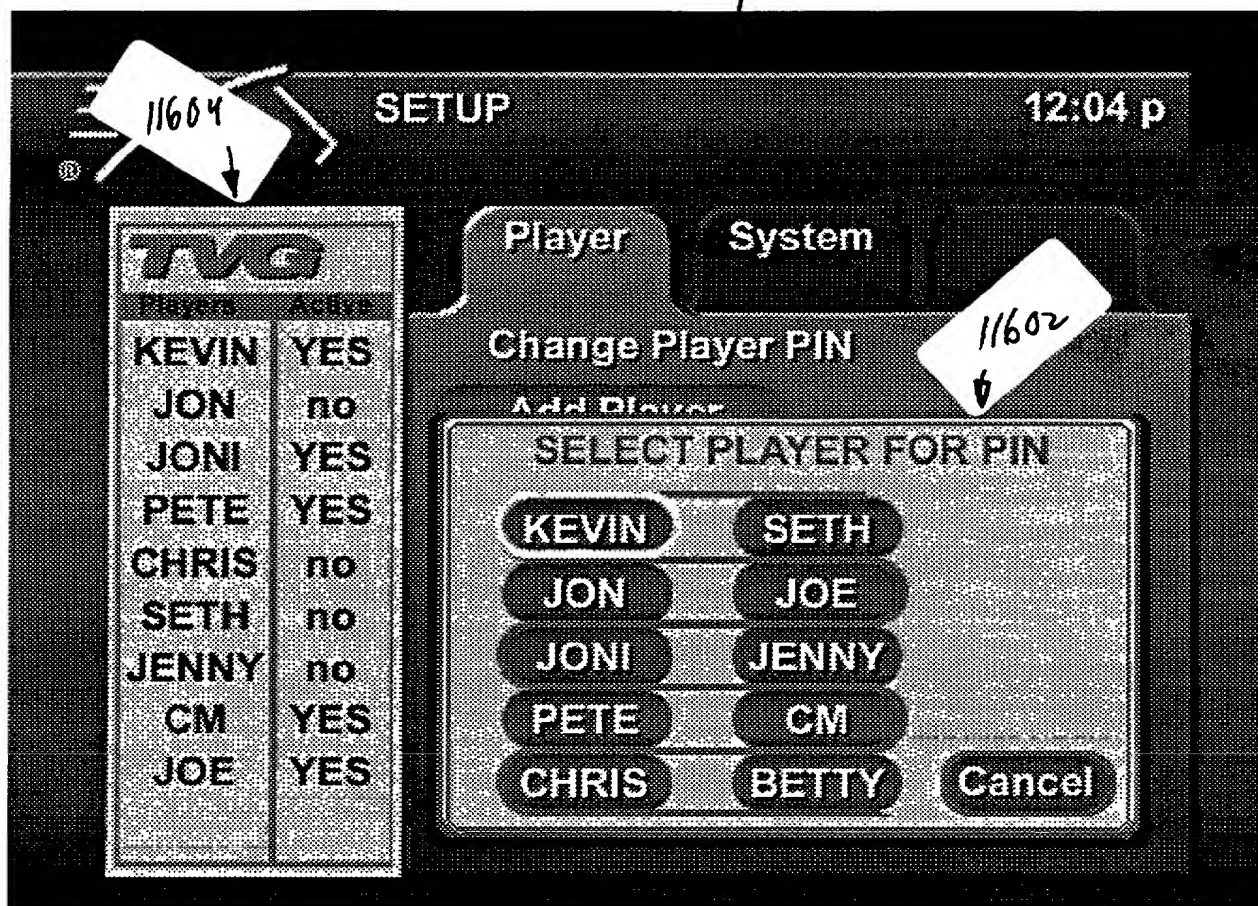 11604
SETUP
12:04 p
®
TVG
Players Active
KEVIN YES
JON no
JONI YES
PETE YES
CHRIS no
SETH no
JENNY no
CM YES
JOE YES
Player
System
11602
Change Player PIN
Add Player
SELECT PLAYER FOR PIN
KEVIN SETH
JON JOE
JONI JENNY
PETE CM
CHRIS BETTY
Cancel